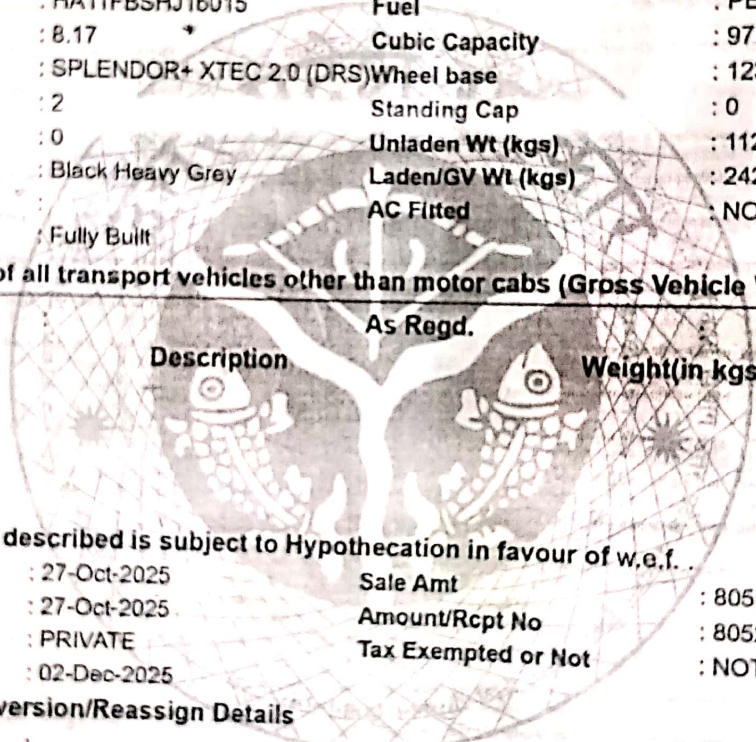 : HA11FBSHJ16015 Fuel : PE
: 8.17 Cubic Capacity : 97
: SPLENDOR+ XTEC 2.0 (DRS) Wheel base : 12
: 2 Standing Cap : 0
: 0 Unladen Wt (kgs) : 112
: Black Heavy Grey Laden/GV Wt (kgs) : 242
: AC Fitted : NO
: Fully Built
of all transport vehicles other than motor cabs (Gross Vehicle
: As Regd. :
Description Weight(in kgs
described is subject to Hypothecation in favour of w.e.f. .
: 27-Oct-2025 Sale Amt : 805
: 27-Oct-2025 Amount/Rcpt No : 805
: PRIVATE Tax Exempted or Not : NOT
: 02-Dec-2025
version/Reassign Details